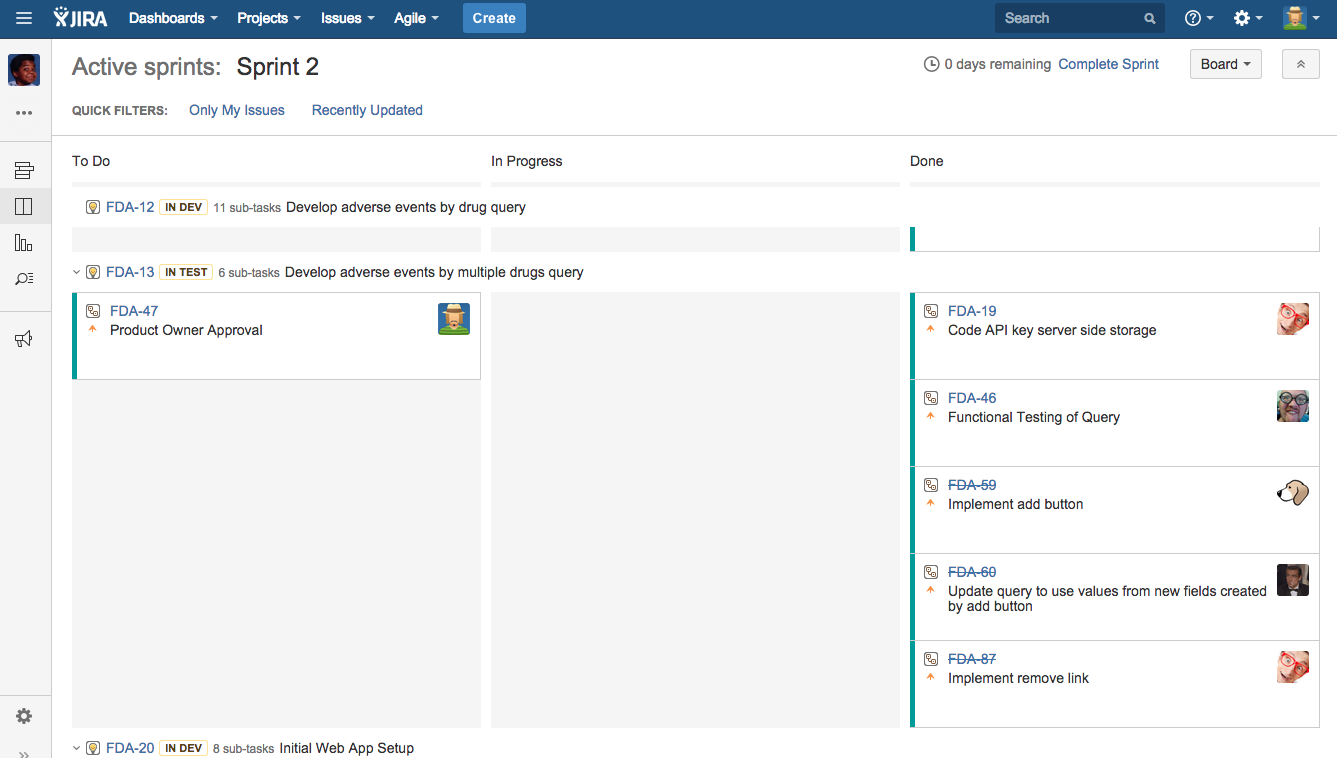 JIRA Dashboards Projects Issues Agile Create Search
Active sprints: Sprint 2
0 days remaining Complete Sprint Board
QUICK FILTERS: Only My Issues Recently Updated
To Do In Progress Done
FDA-12 IN DEV 11 sub-tasks Develop adverse events by drug query
FDA-13 IN TEST 6 sub-tasks Develop adverse events by multiple drugs query
FDA-47
Product Owner Approval
FDA-19
Code API key server side storage
FDA-46
Functional Testing of Query
FDA-59
Implement add button
FDA-60
Update query to use values from new fields created
by add button
FDA-87
Implement remove link
FDA-20 IN DEV 8 sub-tasks Initial Web App Setup